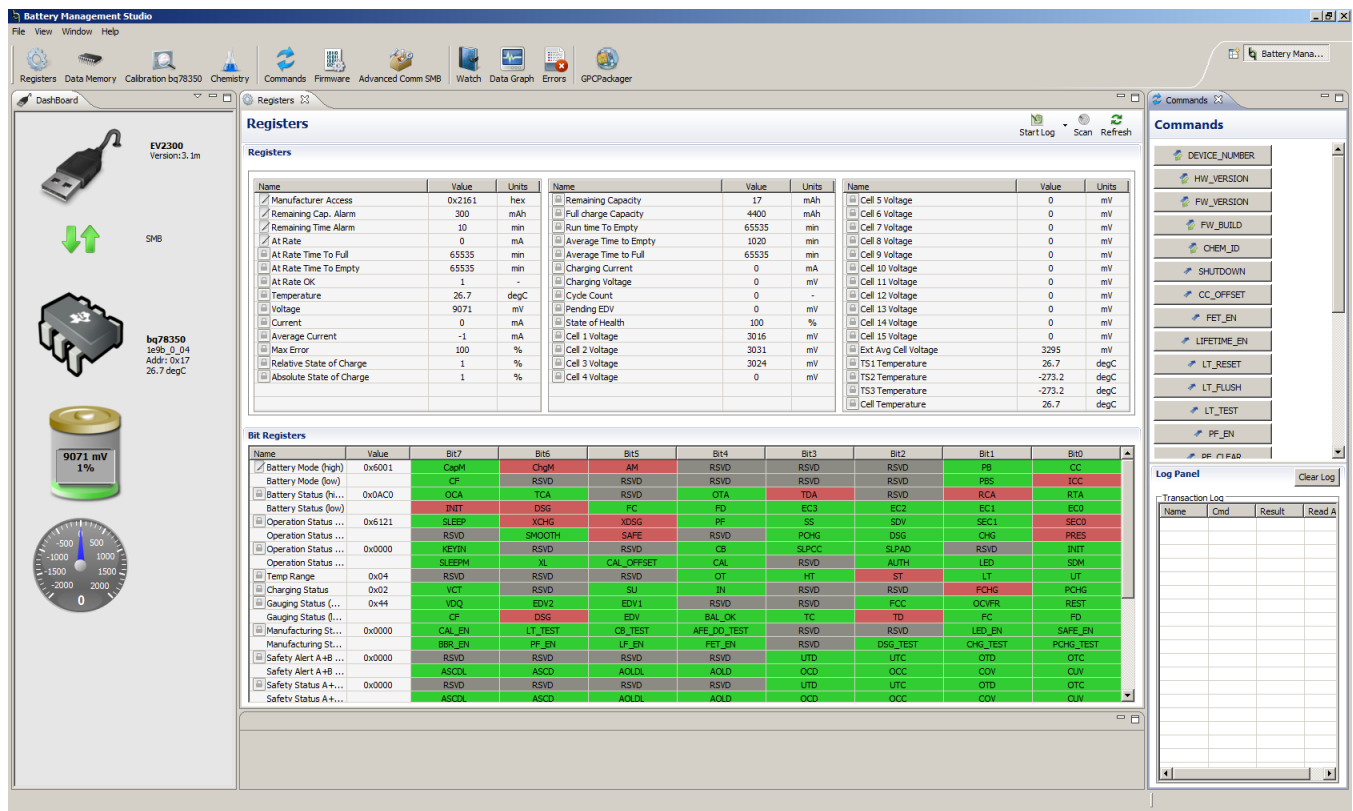 Battery Management Studio
File View Window Help
Registers Data Memory Calibration bq78350 Chemistry Commands Firmware Advanced Comm SMB Watch Data Graph Errors GPCPackager
Battery Mana...
DashBoard
EV2300
Version:3.1m
SMB
bq78350
1e9b_0_04
Addr: 0x17
26.7 degC
9071 mV
1%
-500 500
-1000 1000
-1500 1500
-2000 2000
0
Registers
Registers
Start Log Scan Refresh
Registers
Name Value Units
Manufacturer Access 0x2161 hex
Remaining Cap. Alarm 300 mAh
Remaining Time Alarm 10 min
At Rate 0 mA
At Rate Time To Full 65535 min
At Rate Time To Empty 65535 min
At Rate OK 1 -
Temperature 26.7 degC
Voltage 9071 mV
Current 0 mA
Average Current -1 mA
Max Error 100 %
Relative State of Charge 1 %
Absolute State of Charge 1 %
Name Value Units
Remaining Capacity 17 mAh
Full charge Capacity 4400 mAh
Run time To Empty 65535 min
Average Time to Empty 1020 min
Average Time to Full 65535 min
Charging Current 0 mA
Charging Voltage 0 mV
Cycle Count 0 -
Pending EDV 0 mV
State of Health 100 %
Cell 1 Voltage 3016 mV
Cell 2 Voltage 3031 mV
Cell 3 Voltage 3024 mV
Cell 4 Voltage 0 mV
Name Value Units
Cell 5 Voltage 0 mV
Cell 6 Voltage 0 mV
Cell 7 Voltage 0 mV
Cell 8 Voltage 0 mV
Cell 9 Voltage 0 mV
Cell 10 Voltage 0 mV
Cell 11 Voltage 0 mV
Cell 12 Voltage 0 mV
Cell 13 Voltage 0 mV
Cell 14 Voltage 0 mV
Cell 15 Voltage 0 mV
Ext Avg Cell Voltage 3295 mV
TS1 Temperature 26.7 degC
TS2 Temperature -273.2 degC
TS3 Temperature -273.2 degC
Cell Temperature 26.7 degC
Bit Registers
Name Value Bit7 Bit6 Bit5 Bit4 Bit3 Bit2 Bit1 Bit0
Battery Mode (high) 0x6001 CapM ChgM AM RSVD RSVD RSVD PB CC
Battery Mode (low) CF RSVD RSVD RSVD RSVD RSVD PBS ICC
Battery Status (hi... 0x0AC0 OCA TCA RSVD OTA TDA RSVD RCA RTA
Battery Status (low) INIT DSG FC FD EC3 EC2 EC1 EC0
Operation Status ... 0x6121 SLEEP XCHG XDSG PF SS SDV SEC1 SEC0
Operation Status ... RSVD SMOOTH SAFE RSVD PCHG DSG CHG PRES
Operation Status ... 0x0000 KEYIN RSVD RSVD CB SLPCC SLPAD RSVD INIT
Operation Status ... SLEEPM XL CAL_OFFSET CAL RSVD AUTH LED SDM
Temp Range 0x04 RSVD RSVD RSVD OT HT ST LT UT
Charging Status 0x02 VCT RSVD SU IN RSVD RSVD FCHG PCHG
Gauging Status (... 0x44 VDQ EDV2 EDV1 RSVD RSVD FCC OCVFR REST
Gauging Status (l... CF DSG EDV BAL_OK TC TD FC FD
Manufacturing St... 0x0000 CAL_EN LT_TEST CB_TEST AFE_DD_TEST RSVD RSVD LED_EN SAFE_EN
Manufacturing St... BBR_EN PF_EN LF_EN FET_EN RSVD DSG_TEST CHG_TEST PCHG_TEST
Safety Alert A+B ... 0x0000 RSVD RSVD RSVD RSVD UTD UTC OTD OTC
Safety Alert A+B ... ASCDL ASCD AOLDL AOLD OCD OCC COV CUV
Safety Status A+... 0x0000 RSVD RSVD RSVD RSVD UTD UTC OTD OTC
Safety Status A+... ASCDL ASCD AOLDL AOLD OCD OCC COV CUV
Commands
Commands
DEVICE_NUMBER
HW_VERSION
FW_VERSION
FW_BUILD
CHEM_ID
SHUTDOWN
CC_OFFSET
FET_EN
LIFETIME_EN
LT_RESET
LT_FLUSH
LT_TEST
PF_EN
PF_CLEAR
Log Panel
Clear Log
Transaction Log
Name Cmd Result Read A